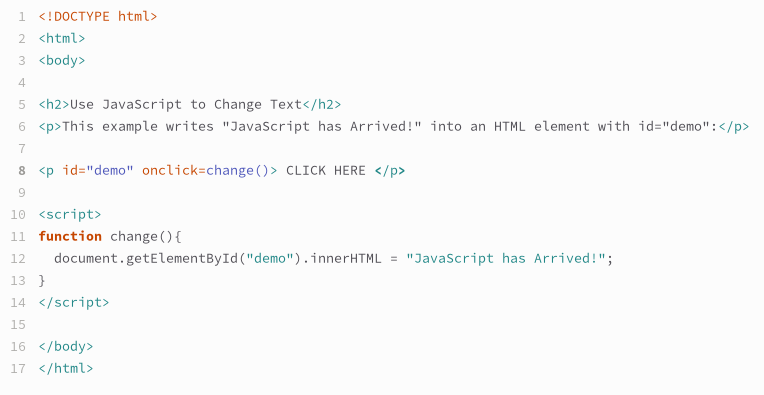 1 <!DOCTYPE html>
2 <html>
3 <body>
4
5 <h2>Use JavaScript to Change Text</h2>
6 <p>This example writes "JavaScript has Arrived!" into an HTML element with id="demo":</p>
7
8 <p id="demo" onclick=change()> CLICK HERE </p>
9
10 <script>
11 function change(){
12   document.getElementById("demo").innerHTML = "JavaScript has Arrived!";
13 }
14 </script>
15
16 </body>
17 </html>